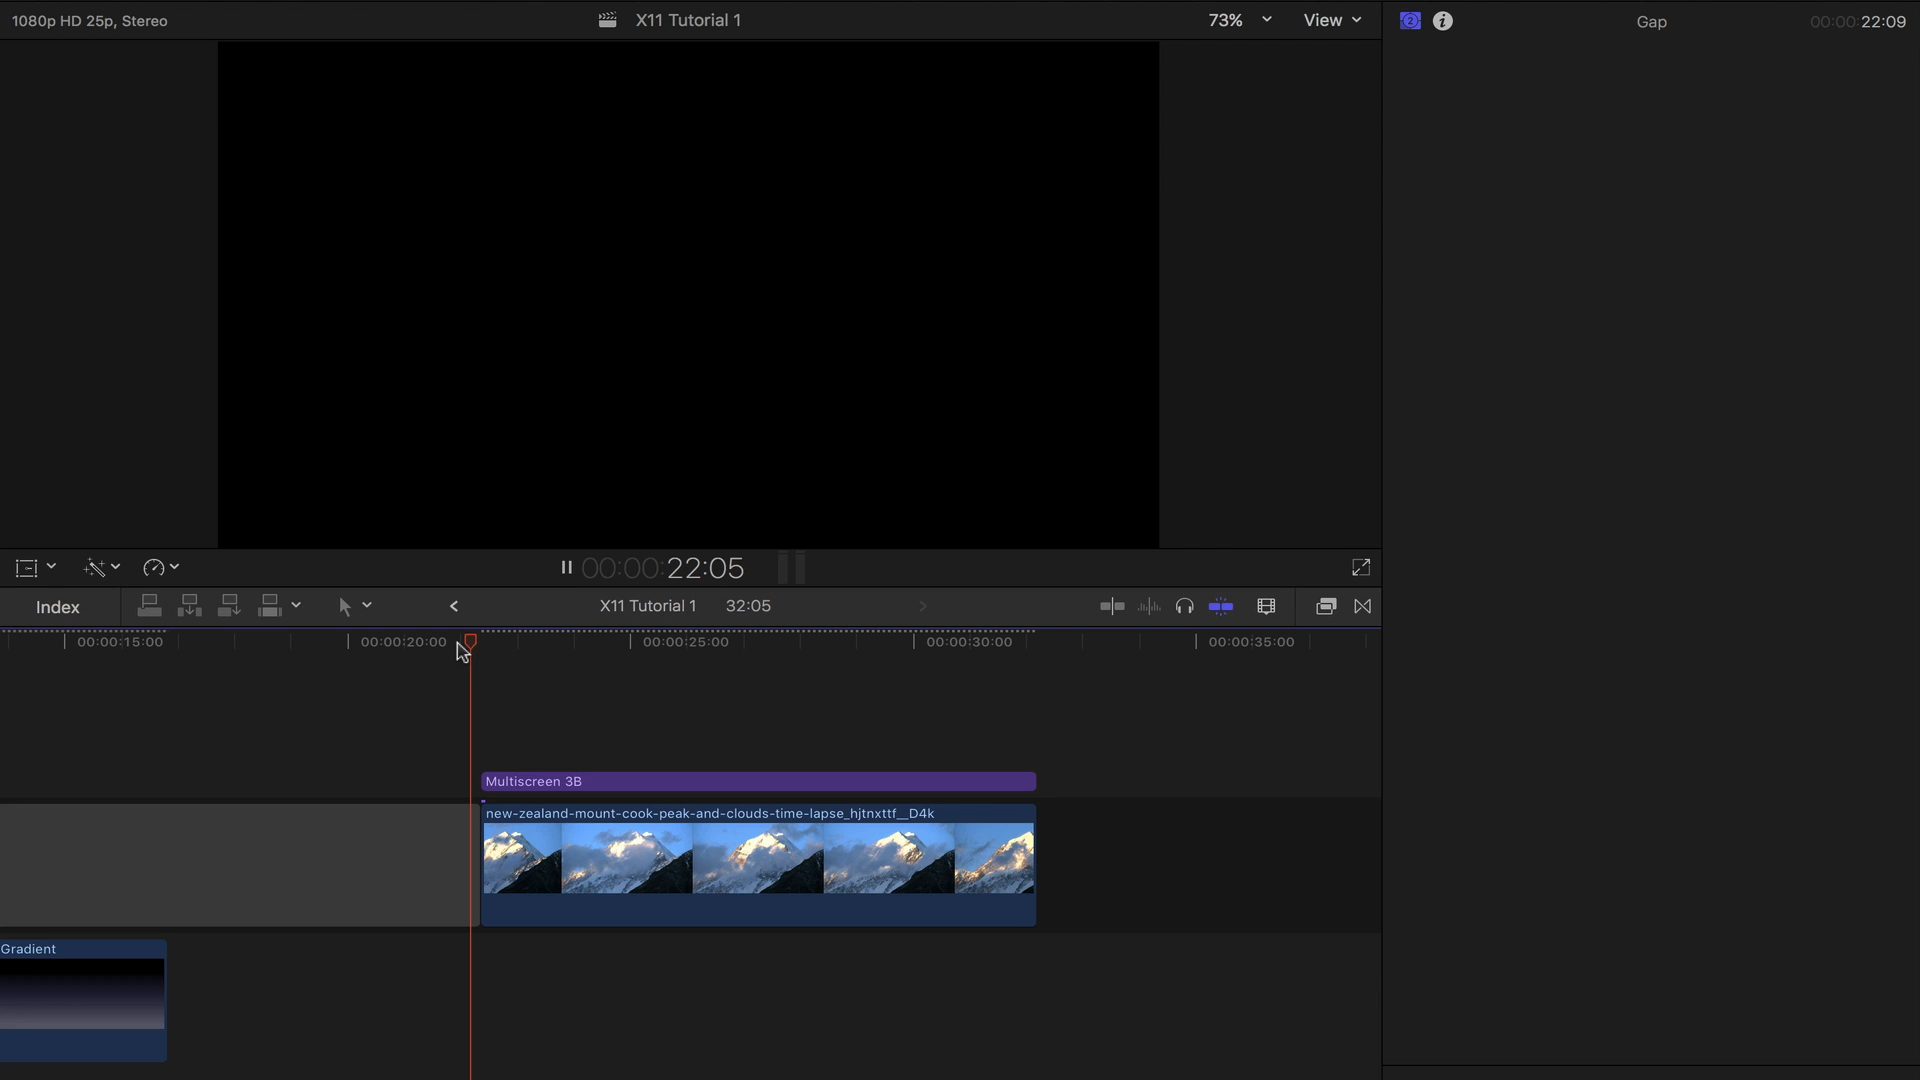 1080p HD 25p, Stereo
X11 Tutorial 1
73%
View
2
i
Gap
00:00:22:09
00:00:22:05
Index
X11 Tutorial 1
32:05
00:00:15:00
00:00:20:00
00:00:25:00
00:00:30:00
00:00:35:00
Multiscreen 3B
new-zealand-mount-cook-peak-and-clouds-time-lapse_hjtnxttf__D4k
Gradient